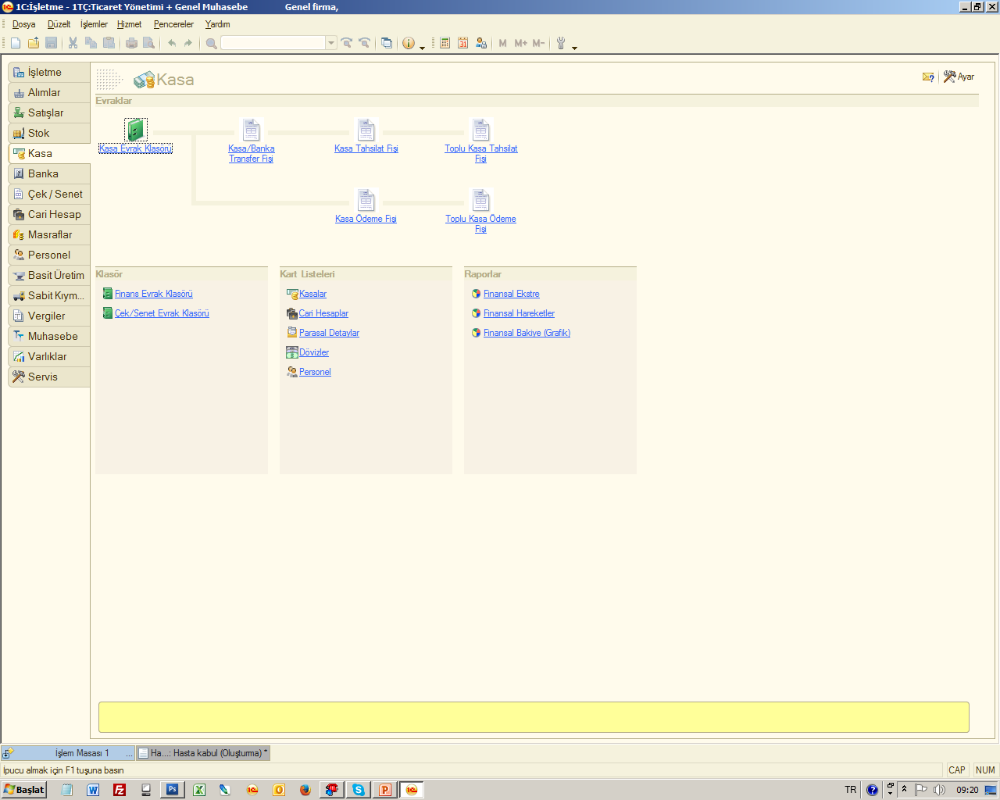 1C:İşletme - 1TÇ:Ticaret Yönetimi + Genel Muhasebe Genel firma,
Dosya Düzelt İşlemler Hizmet Pencereler Yardım
31 M M+ M-
İşletme
Alımlar
Satışlar
Stok
Kasa
Banka
Çek / Senet
Cari Hesap
Masraflar
Personel
Basit Üretim
Sabit Kıym...
Vergiler
Muhasebe
Varlıklar
Servis
Kasa
Ayar
Evraklar
Kasa Evrak Klasörü
Kasa/Banka
Transfer Fişi
Kasa Tahsilat Fişi
Toplu Kasa Tahsilat
Fişi
Kasa Ödeme Fişi
Toplu Kasa Ödeme
Fişi
Klasör
Finans Evrak Klasörü
Çek/Senet Evrak Klasörü
Kart Listeleri
Kasalar
Cari Hesaplar
Parasal Detaylar
Dövizler
Personel
Raporlar
Finansal Ekstre
Finansal Hareketler
Finansal Bakiye (Grafik)
İşlem Masası 1 ...
Ha...: Hasta kabul (Oluşturma) *
İpucu almak için F1 tuşuna basın
CAP NUM
Başlat
TR
09:20